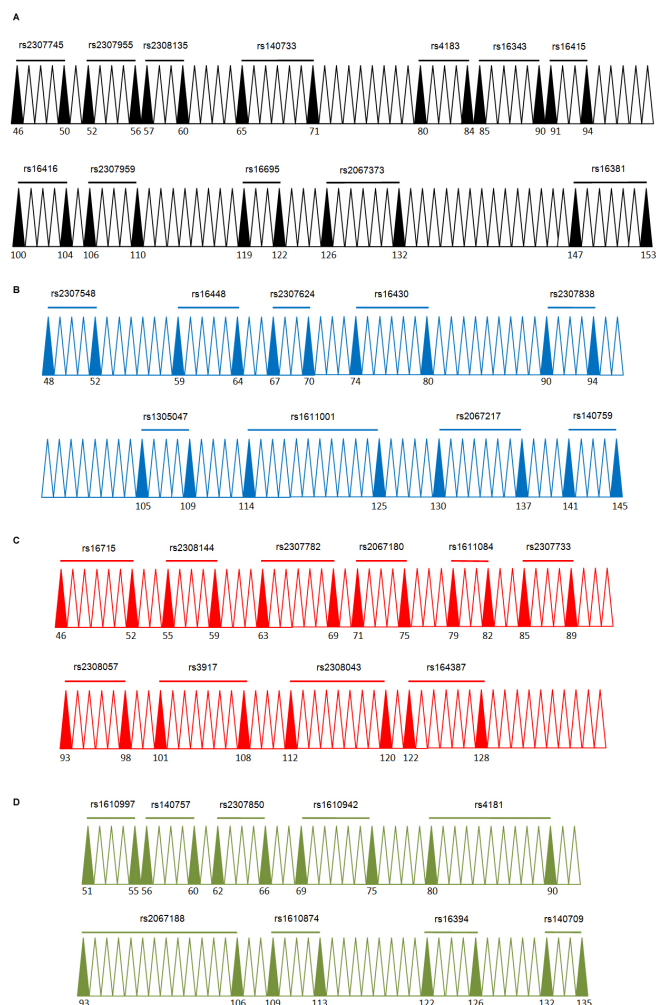 A
rs2307745 rs2307955 rs2308135 rs140733 rs4183 rs16343 rs16415
46 50 52 56 57 60 65 71 80 84 85 90 91 94
rs16416 rs2307959 rs16695 rs2067373 rs16381
100 104 106 110 119 122 126 132 147 153
B
rs2307548 rs16448 rs2307624 rs16430 rs2307838
48 52 59 64 67 70 74 80 90 94
rs1305047 rs1611001 rs2067217 rs140759
105 109 114 125 130 137 141 145
C
rs16715 rs2308144 rs2307782 rs2067180 rs1611084 rs2307733
46 52 55 59 63 69 71 75 79 82 85 89
rs2308057 rs3917 rs2308043 rs164387
93 98 101 108 112 120 122 128
D
rs1610997 rs140757 rs2307850 rs1610942 rs4181
51 55 56 60 62 66 69 75 80 90
rs2067188 rs1610874 rs16394 rs140709
93 106 109 113 122 126 132 135